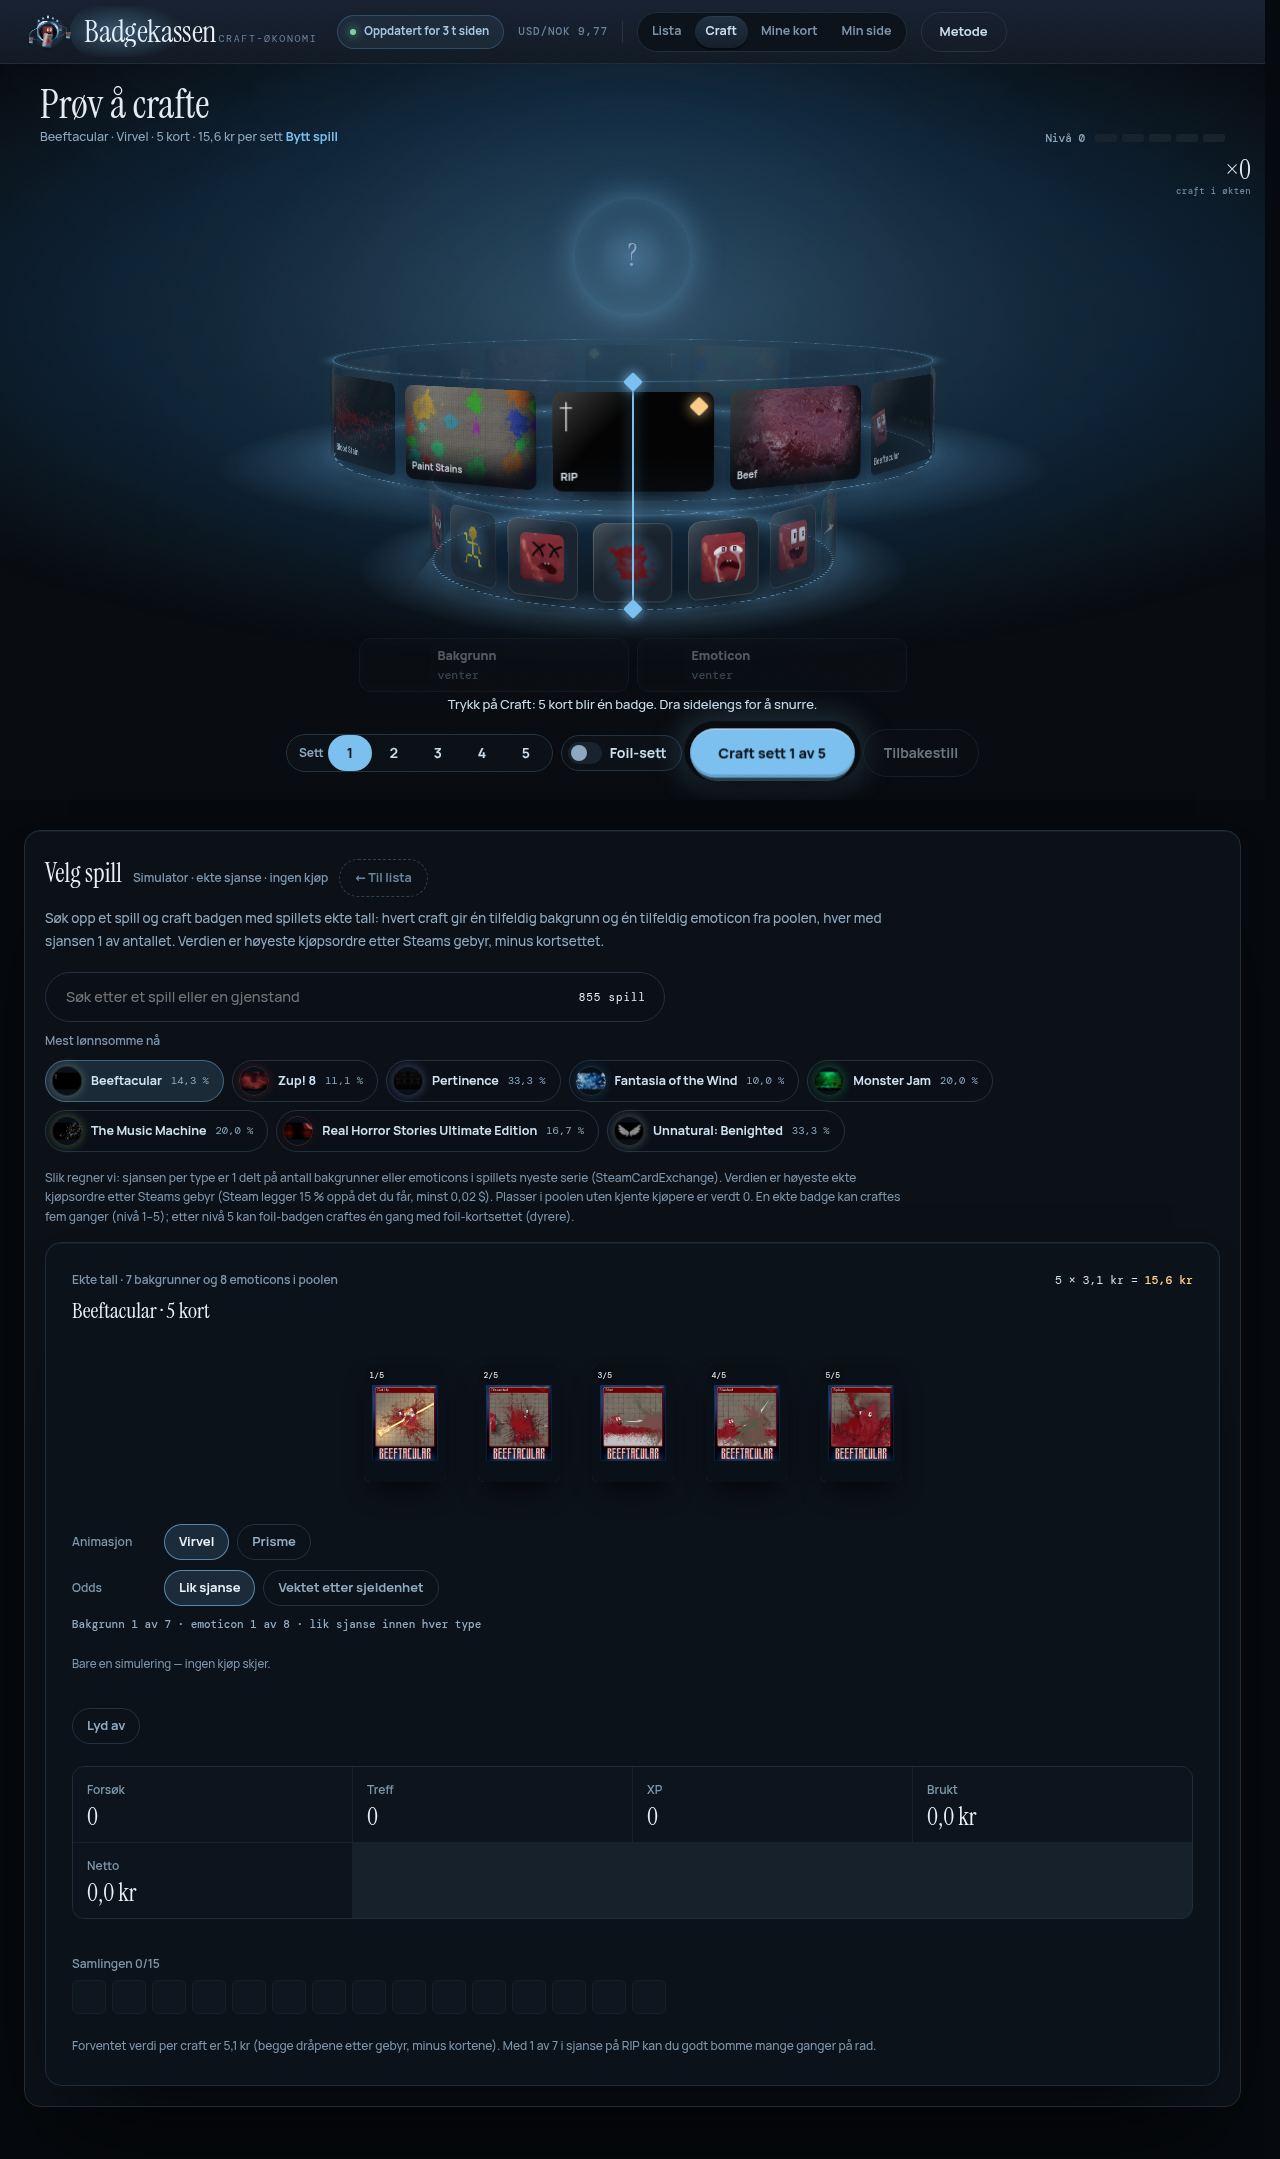 Badgekassen CRAFT-ØKONOMI Oppdatert for 3 t siden USD/NOK 9,77 Lista Craft Mine kort Min side Metode
Prøv å crafte
Beeftacular · Virvel · 5 kort · 15,6 kr per sett Bytt spill
Nivå 0
×0
craft i økten
?
Blood Stain
Paint Stains
RIP
Beef
Beeftacular
Bakgrunn
venter
Emoticon
venter
Trykk på Craft: 5 kort blir én badge. Dra sidelengs for å snurre.
Sett 1 2 3 4 5 Foil-sett Craft sett 1 av 5 Tilbakestill
Velg spill Simulator · ekte sjanse · ingen kjøp ← Til lista
Søk opp et spill og craft badgen med spillets ekte tall: hvert craft gir én tilfeldig bakgrunn og én tilfeldig emoticon fra poolen, hver med
sjansen 1 av antallet. Verdien er høyeste kjøpsordre etter Steams gebyr, minus kortsettet.
Søk etter et spill eller en gjenstand 855 spill
Mest lønnsomme nå
Beeftacular 14,3 % Zup! 8 11,1 % Pertinence 33,3 % Fantasia of the Wind 10,0 % Monster Jam 20,0 %
The Music Machine 20,0 % Real Horror Stories Ultimate Edition 16,7 % Unnatural: Benighted 33,3 %
Slik regner vi: sjansen per type er 1 delt på antall bakgrunner eller emoticons i spillets nyeste serie (SteamCardExchange). Verdien er høyeste ekte
kjøpsordre etter Steams gebyr (Steam legger 15 % oppå det du får, minst 0,02 $). Plasser i poolen uten kjente kjøpere er verdt 0. En ekte badge kan craftes
fem ganger (nivå 1–5); etter nivå 5 kan foil-badgen craftes én gang med foil-kortsettet (dyrere).
Ekte tall · 7 bakgrunner og 8 emoticons i poolen
5 × 3,1 kr = 15,6 kr
Beeftacular · 5 kort
1/5 2/5 3/5 4/5 5/5
BEEFTACULAR BEEFTACULAR BEEFTACULAR BEEFTACULAR BEEFTACULAR
Animasjon Virvel Prisme
Odds Lik sjanse Vektet etter sjeldenhet
Bakgrunn 1 av 7 · emoticon 1 av 8 · lik sjanse innen hver type
Bare en simulering — ingen kjøp skjer.
Lyd av
Forsøk
0
Treff
0
XP
0
Brukt
0,0 kr
Netto
0,0 kr
Samlingen 0/15
Forventet verdi per craft er 5,1 kr (begge dråpene etter gebyr, minus kortene). Med 1 av 7 i sjanse på RIP kan du godt bomme mange ganger på rad.